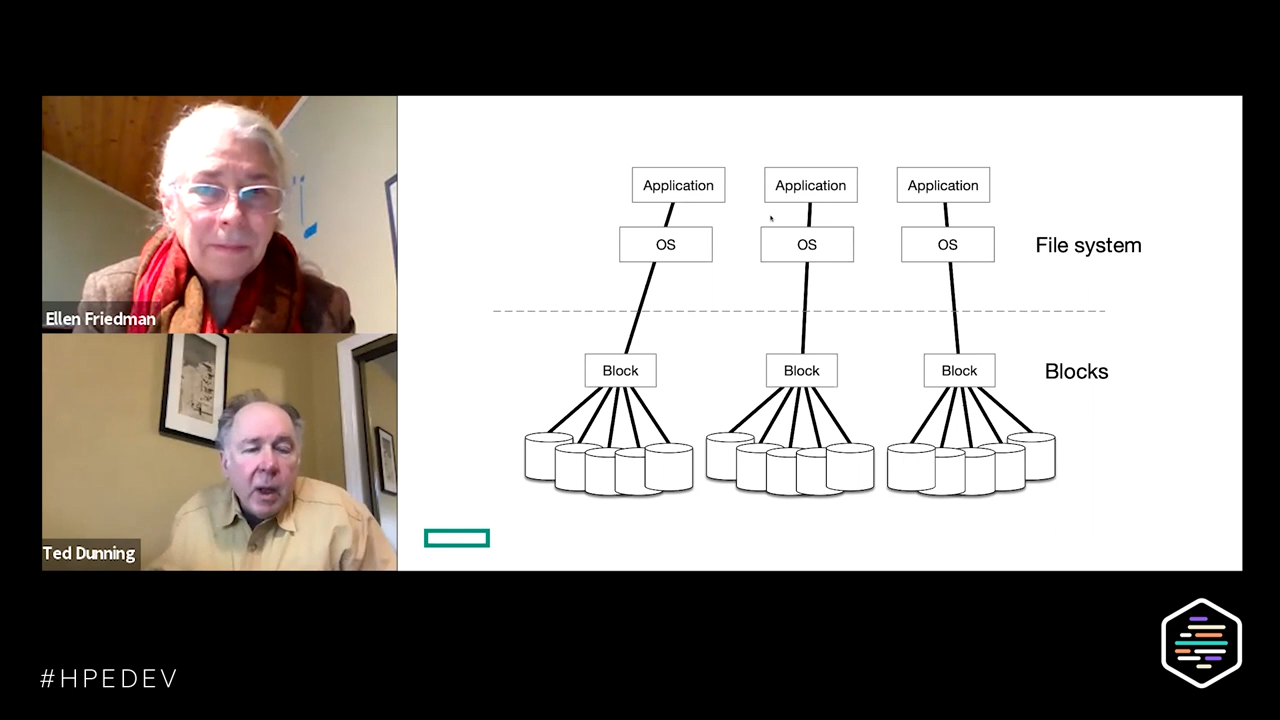 Ellen Friedman
Ted Dunning
Application
Application
Application
OS
OS
OS
File system
Block
Block
Block
Blocks
#HPEDEV